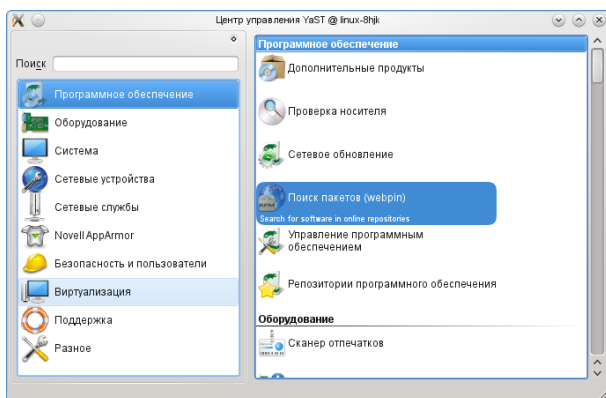 Центр управления YaST @ linux-8hjk
Поиск
Программное обеспечение
Оборудование
Система
Сетевые устройства
Сетевые службы
Novell AppArmor
Безопасность и пользователи
Виртуализация
Поддержка
Разное
Программное обеспечение
Дополнительные продукты
Проверка носителя
Сетевое обновление
Поиск пакетов (webpin)
Search for software in online repositories
Управление программным
обеспечением
Репозитории программного обеспечения
Оборудование
Сканер отпечатков